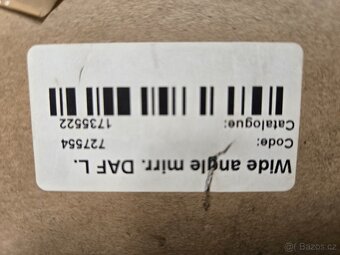 Wide angle mirr. DAF L.
Code: 727554
Catalogue: 1735522
Bazos.cz